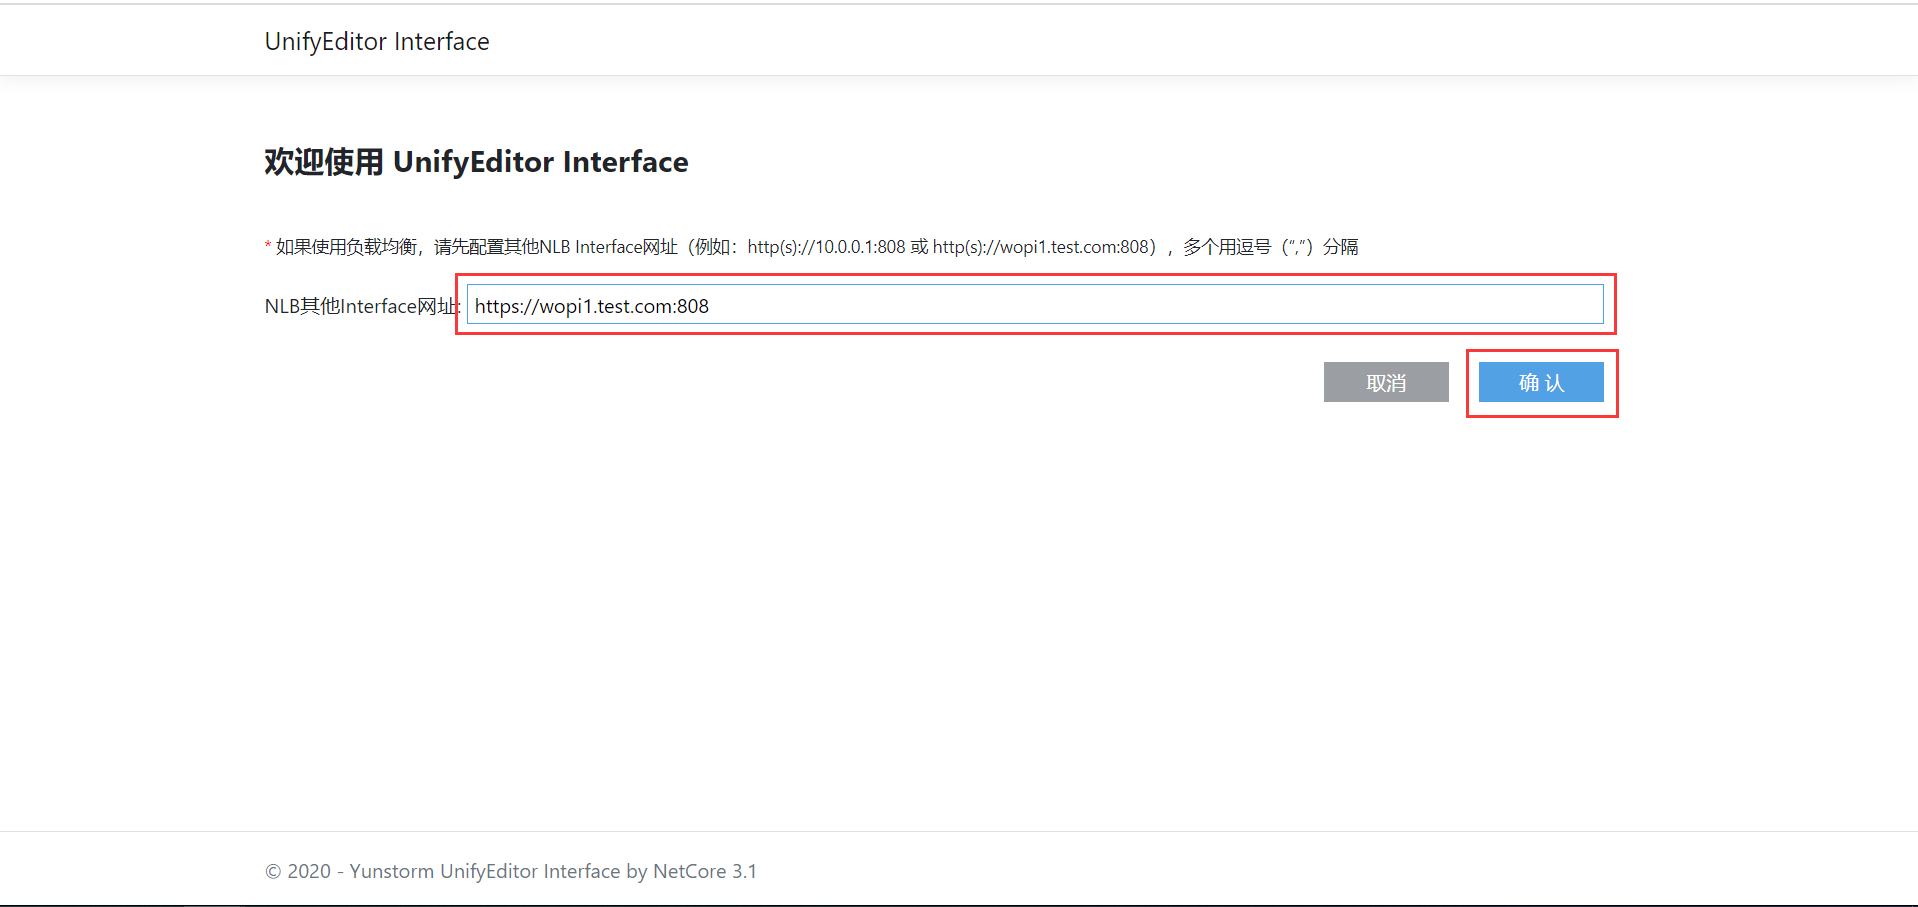 UnifyEditor Interface
欢迎使用 UnifyEditor Interface
* 如果使用负载均衡，请先配置其他NLB Interface网址（例如：http(s)://10.0.0.1:808 或 http(s)://wopi1.test.com:808），多个用逗号（“,”）分隔
NLB其他Interface网址: https://wopi1.test.com:808
取消 确 认
© 2020 - Yunstorm UnifyEditor Interface by NetCore 3.1